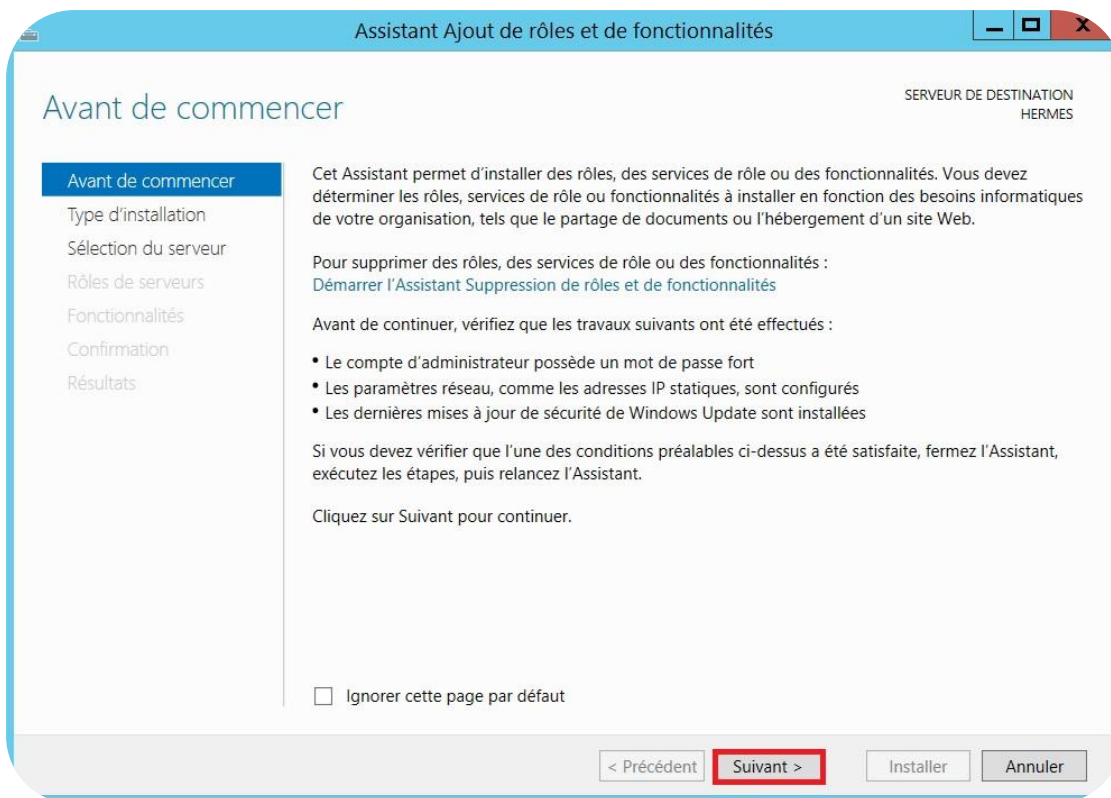 Assistant Ajout de rôles et de fonctionnalités
Avant de commencer
SERVEUR DE DESTINATION
HERMES
Avant de commencer
Type d'installation
Sélection du serveur
Rôles de serveurs
Fonctionnalités
Confirmation
Résultats
Cet Assistant permet d'installer des rôles, des services de rôle ou des fonctionnalités. Vous devez
déterminer les rôles, services de rôle ou fonctionnalités à installer en fonction des besoins informatiques
de votre organisation, tels que le partage de documents ou l'hébergement d'un site Web.
Pour supprimer des rôles, des services de rôle ou des fonctionnalités :
Démarrer l'Assistant Suppression de rôles et de fonctionnalités
Avant de continuer, vérifiez que les travaux suivants ont été effectués :
• Le compte d'administrateur possède un mot de passe fort
• Les paramètres réseau, comme les adresses IP statiques, sont configurés
• Les dernières mises à jour de sécurité de Windows Update sont installées
Si vous devez vérifier que l'une des conditions préalables ci-dessus a été satisfaite, fermez l'Assistant,
exécutez les étapes, puis relancez l'Assistant.
Cliquez sur Suivant pour continuer.
Ignorer cette page par défaut
< Précédent
Suivant >
Installer
Annuler